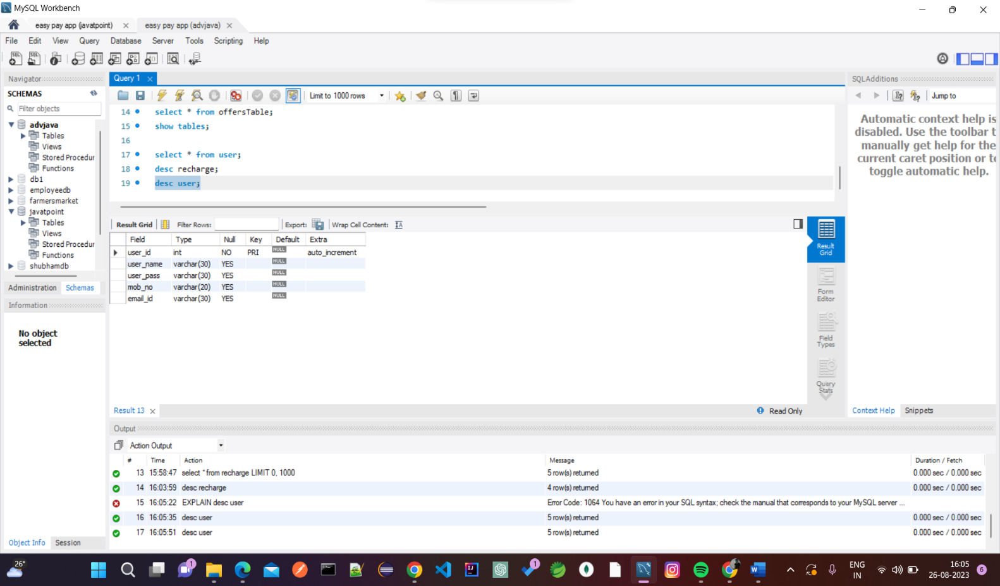 MySQL Workbench
easy pay app (javatpoint)
easy pay app (advjava)
File Edit View Query Database Server Tools Scripting Help
Navigator
SCHEMAS
Filter objects
advjava
Tables
Views
Stored Procedur
Functions
db1
employeedb
farmersmarket
javatpoint
Tables
Views
Stored Procedur
Functions
shubhamdb
Administration Schemas
Information
No object
selected
Object Info Session
Query 1
Limit to 1000 rows
14 select * from offersTable;
15 show tables;
16
17 select * from user;
18 desc recharge;
19 desc user;
Result Grid Filter Rows: Export: Wrap Cell Content:
Field Type Null Key Default Extra
user_id int NO PRI NULL auto_increment
user_name varchar(30) YES NULL
user_pass varchar(30) YES NULL
mob_no varchar(20) YES NULL
email_id varchar(30) YES NULL
Result
Grid
Form
Editor
Field
Types
Query
Stats
Result 13
Read Only
SQLAdditions
Jump to
Automatic context help is
disabled. Use the toolbar t
manually get help for the
current caret position or to
toggle automatic help.
Context Help Snippets
Output
Action Output
# Time Action Message Duration / Fetch
13 15:58:47 select * from recharge LIMIT 0, 1000 5 row(s) returned 0.000 sec / 0.000 sec
14 16:03:59 desc recharge 4 row(s) returned 0.000 sec / 0.000 sec
15 16:05:22 EXPLAIN desc user Error Code: 1064 You have an error in your SQL syntax; check the manual that corresponds to your MySQL server ...
16 16:05:35 desc user 5 row(s) returned 0.000 sec / 0.000 sec
17 16:05:51 desc user 5 row(s) returned 0.000 sec / 0.000 sec
26°
1
1
ENG
IN
16:05
26-08-2023
6